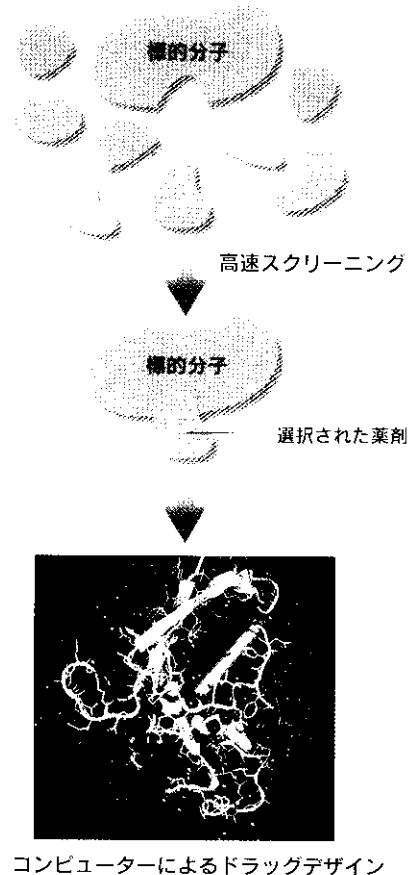 標的分子
高速スクリーニング
標的分子
選択された薬剤
コンピューターによるドラッグデザイン